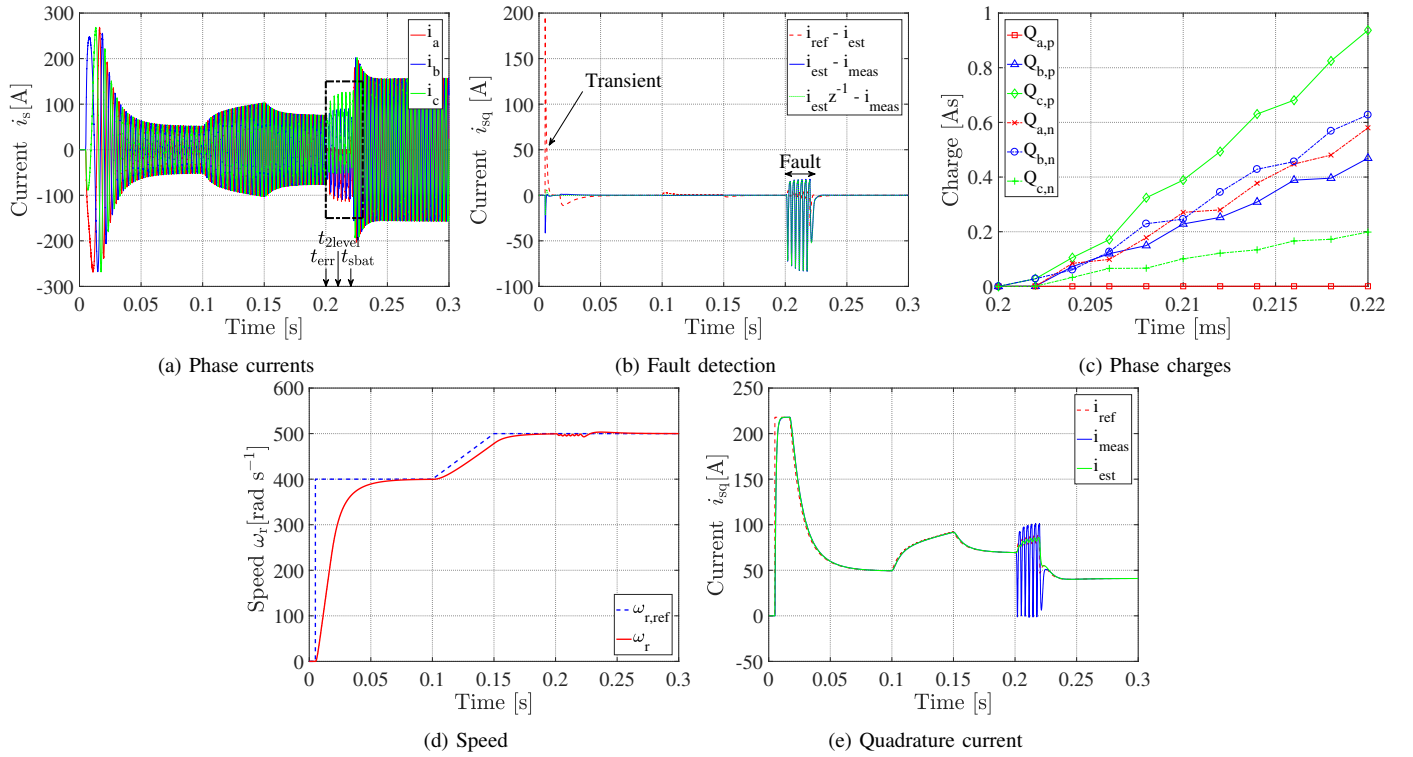 300
200
100
0
-100
-200
-300
Current i_s[A]
i_a
i_b
i_c
t_2level
t_err
t_sbat
0
0.05
0.1
0.15
0.2
0.25
0.3
Time [s]
(a) Phase currents
200
150
100
50
0
-50
-100
Current i_sq [A]
i_ref - i_est
i_est - i_meas
i_est z^-1 - i_meas
Transient
Fault
0
0.05
0.1
0.15
0.2
0.25
0.3
Time [s]
(b) Fault detection
1
0.8
0.6
0.4
0.2
0
Charge [As]
Q_a,p
Q_b,p
Q_c,p
Q_a,n
Q_b,n
Q_c,n
0.2
0.205
0.21
0.215
0.22
Time [ms]
(c) Phase charges
600
500
400
300
200
100
0
Speed ω_r[rad s^−1]
ω_r,ref
ω_r
0
0.05
0.1
0.15
0.2
0.25
0.3
Time [s]
(d) Speed
250
200
150
100
50
0
-50
Current i_sq[A]
i_ref
i_meas
i_est
0
0.05
0.1
0.15
0.2
0.25
0.3
Time [s]
(e) Quadrature current